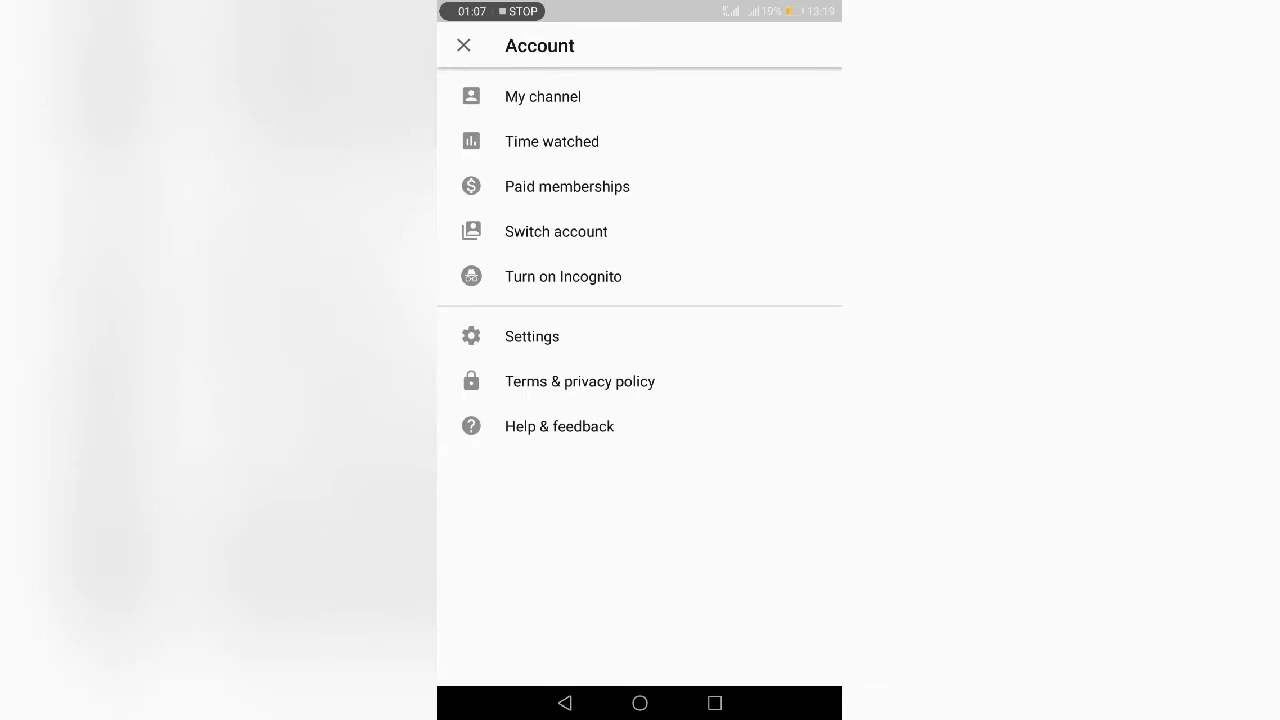 01:07 STOP 19% 13:19
Account
My channel
Time watched
Paid memberships
Switch account
Turn on Incognito
Settings
Terms & privacy policy
Help & feedback